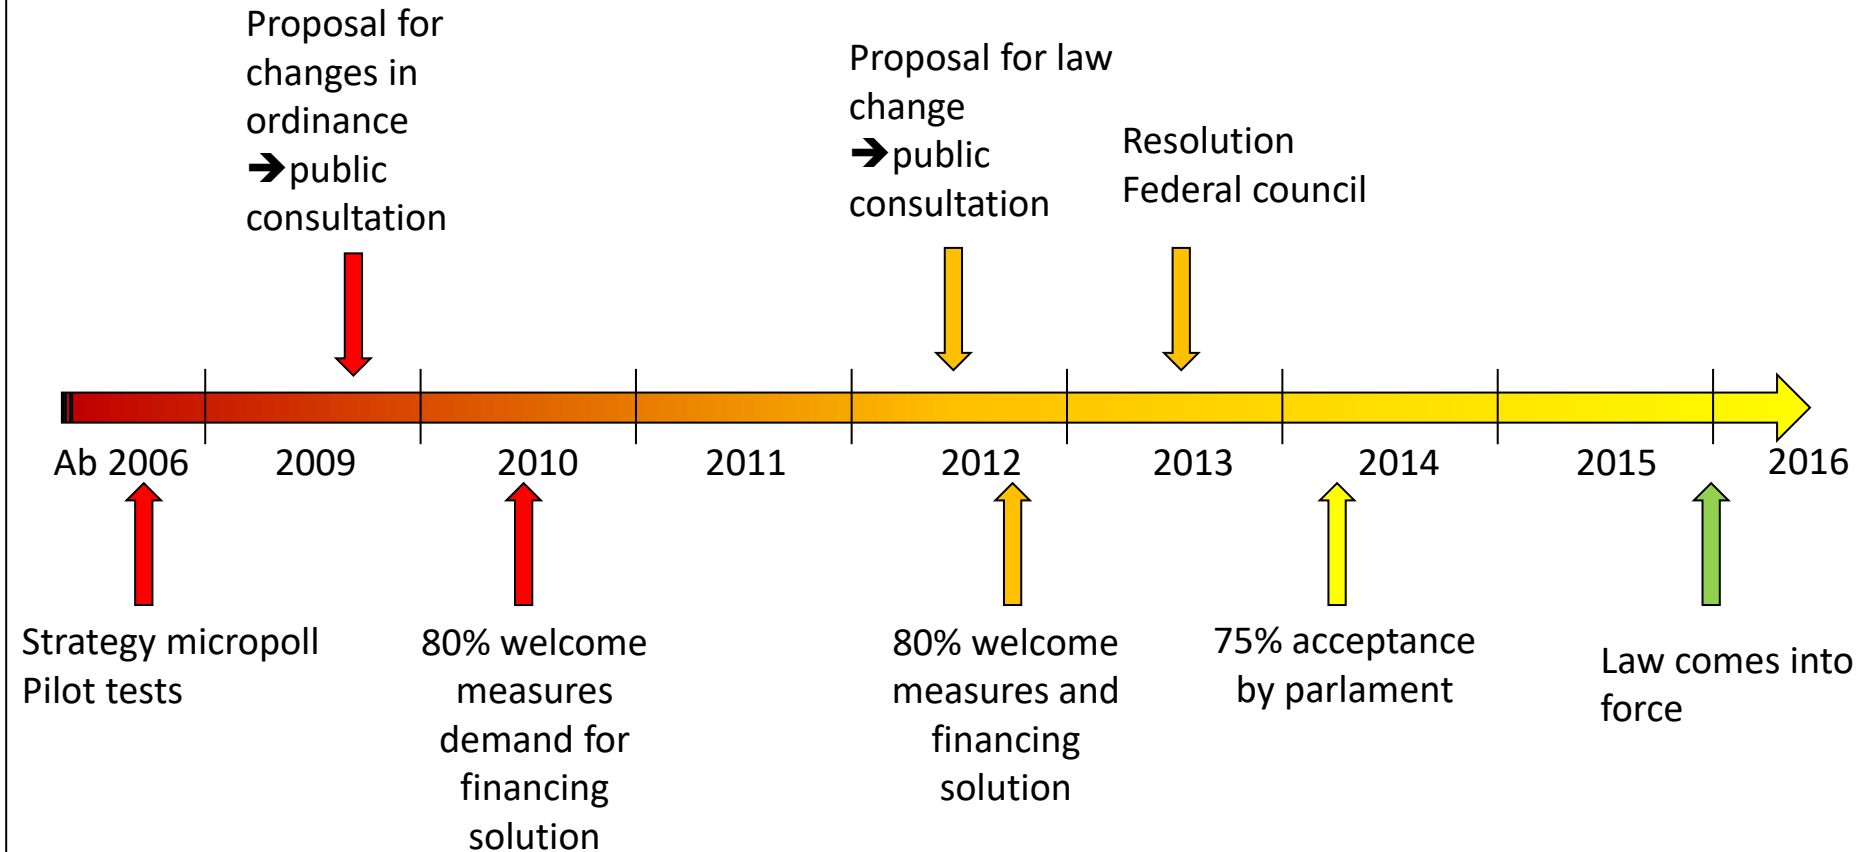 Proposal for
changes in
ordinance
➔public
consultation
Proposal for law
change
➔public
consultation
Resolution
Federal council
Ab 2006
2009
2010
2011
2012
2013
2014
2015
2016
Strategy micropoll
Pilot tests
80% welcome
measures
demand for
financing
solution
80% welcome
measures and
financing
solution
75% acceptance
by parlament
Law comes into
force